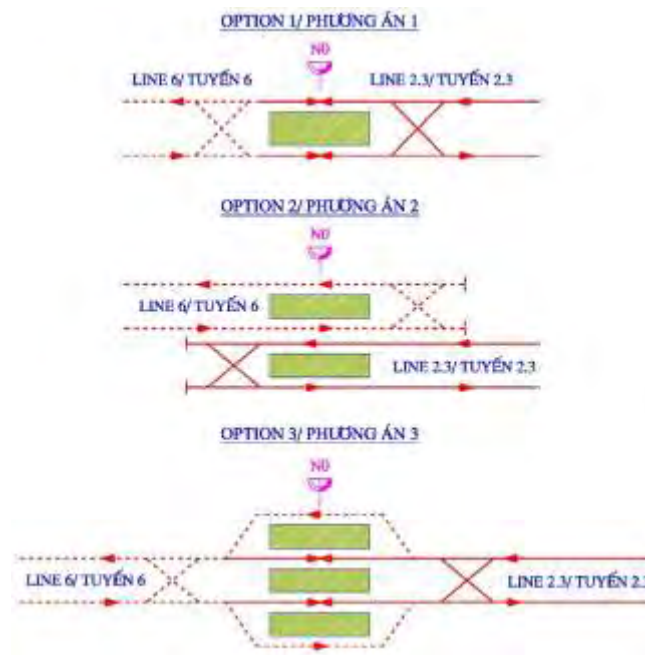 OPTION 1/ PHƯƠNG ÁN 1
N0
LINE 6/ TUYẾN 6
LINE 2.3/ TUYẾN 2.3
OPTION 2/ PHƯƠNG ÁN 2
N0
LINE 6/ TUYẾN 6
LINE 2.3/ TUYẾN 2.3
OPTION 3/ PHƯƠNG ÁN 3
N0
LINE 6/ TUYẾN 6
LINE 2.3/ TUYẾN 2.